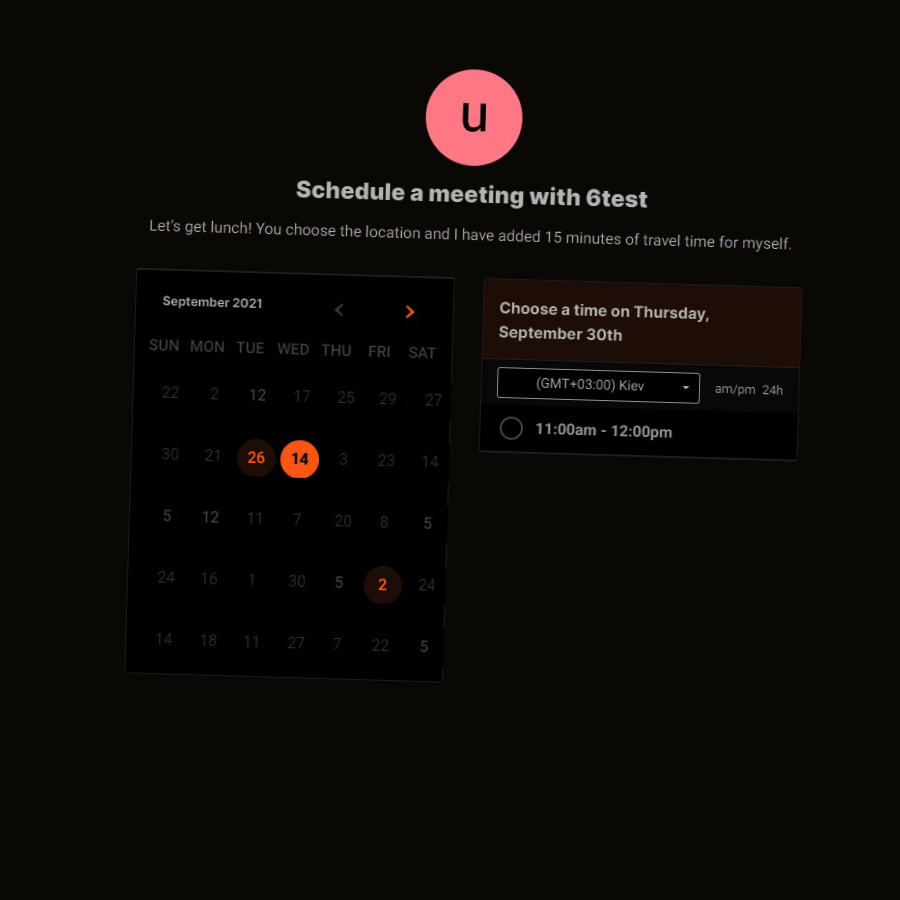 u
Schedule a meeting with 6test
Let's get lunch! You choose the location and I have added 15 minutes of travel time for myself.
September 2021
SUN MON TUE WED THU FRI SAT
22 2 12 17 25 29 27
30 21 26 14 3 23 14
5 12 11 7 20 8 5
24 16 1 30 5 2 24
14 18 11 27 7 22 5
Choose a time on Thursday,
September 30th
(GMT+03:00) Kiev am/pm 24h
11:00am - 12:00pm